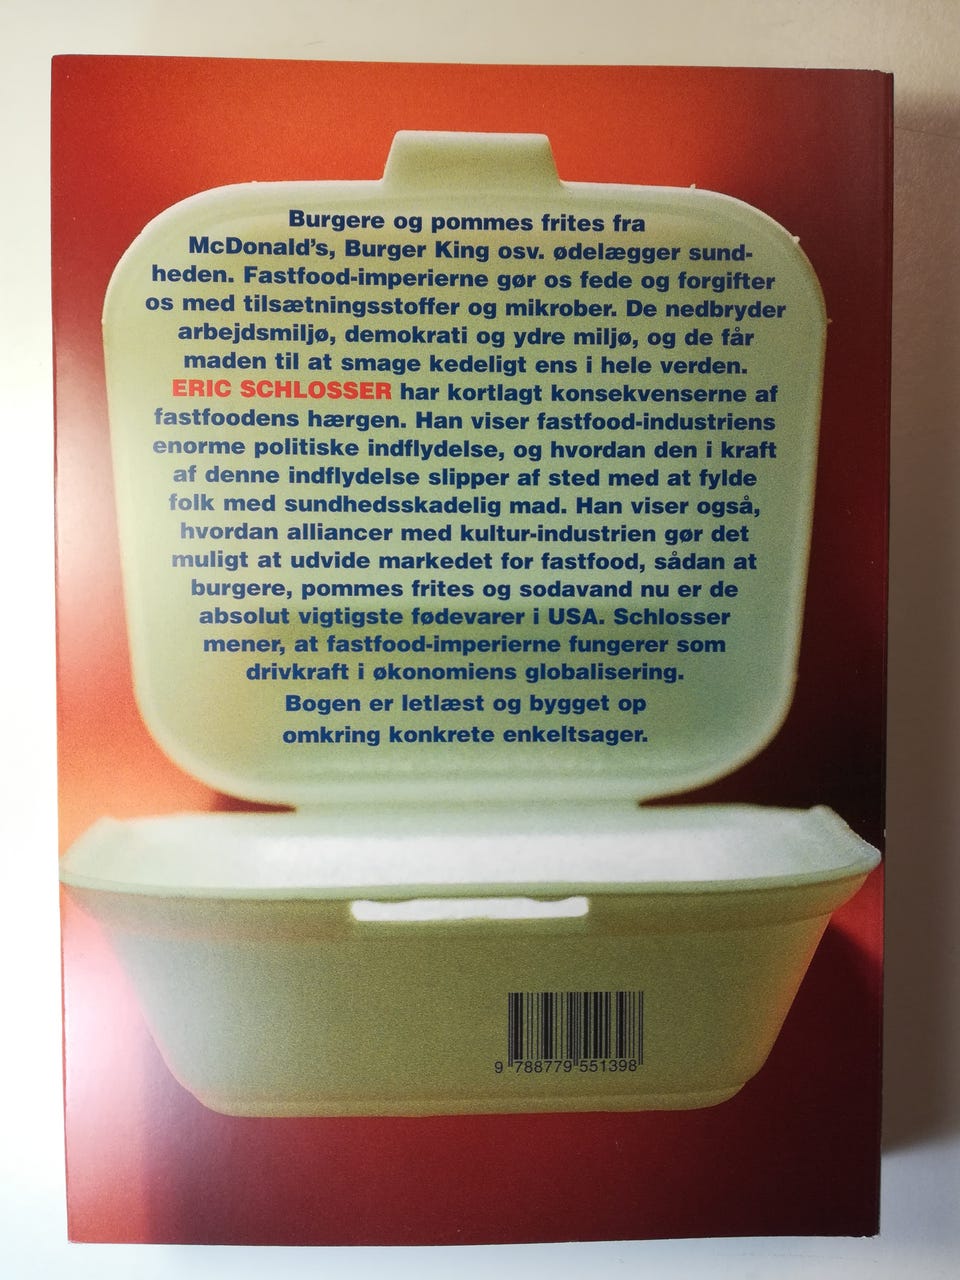 Burgere og pommes frites fra
McDonald's, Burger King osv. ødelægger sund-
heden. Fastfood-imperierne gør os fede og forgifter
os med tilsætningsstoffer og mikrober. De nedbryder
arbejdsmiljø, demokrati og ydre miljø, og de får
maden til at smage kedeligt ens i hele verden.
ERIC SCHLOSSER har kortlagt konsekvenserne af
fastfoodens hærgen. Han viser fastfood-industriens
enorme politiske indflydelse, og hvordan den i kraft
af denne indflydelse slipper af sted med at fylde
folk med sundhedsskadelig mad. Han viser også,
hvordan alliancer med kultur-industrien gør det
muligt at udvide markedet for fastfood, sådan at
burgere, pommes frites og sodavand nu er de
absolut vigtigste fødevarer i USA. Schlosser
mener, at fastfood-imperierne fungerer som
drivkraft i økonomiens globalisering.
Bogen er letlæst og bygget op
omkring konkrete enkeltsager.
9 788779 551398